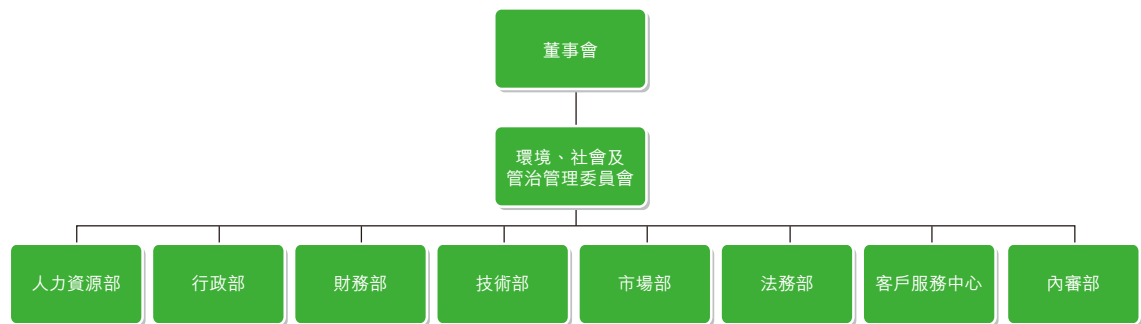 董事會
環境、社會及
管治管理委員會
人力資源部
行政部
財務部
技術部
市場部
法務部
客戶服務中心
內審部